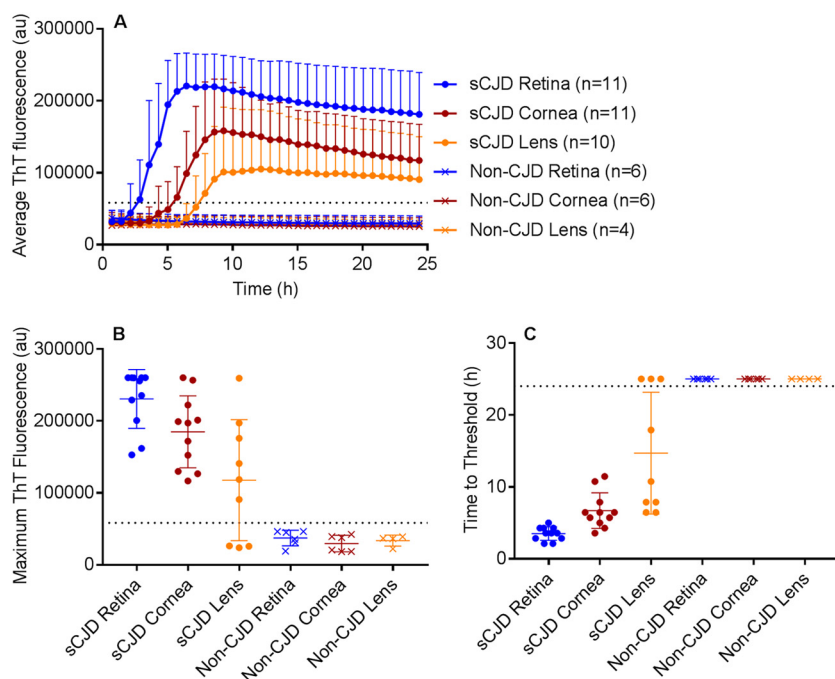 A
Average ThT fluorescence (au)
300000
200000
100000
0
0 5 10 15 20 25
Time (h)
sCJD Retina (n=11)
sCJD Cornea (n=11)
sCJD Lens (n=10)
Non-CJD Retina (n=6)
Non-CJD Cornea (n=6)
Non-CJD Lens (n=4)
B
Maximum ThT Fluorescence (au)
300000
200000
100000
0
sCJD Retina
sCJD Cornea
sCJD Lens
Non-CJD Retina
Non-CJD Cornea
Non-CJD Lens
C
Time to Threshold (h)
30
20
10
0
sCJD Retina
sCJD Cornea
sCJD Lens
Non-CJD Retina
Non-CJD Cornea
Non-CJD Lens